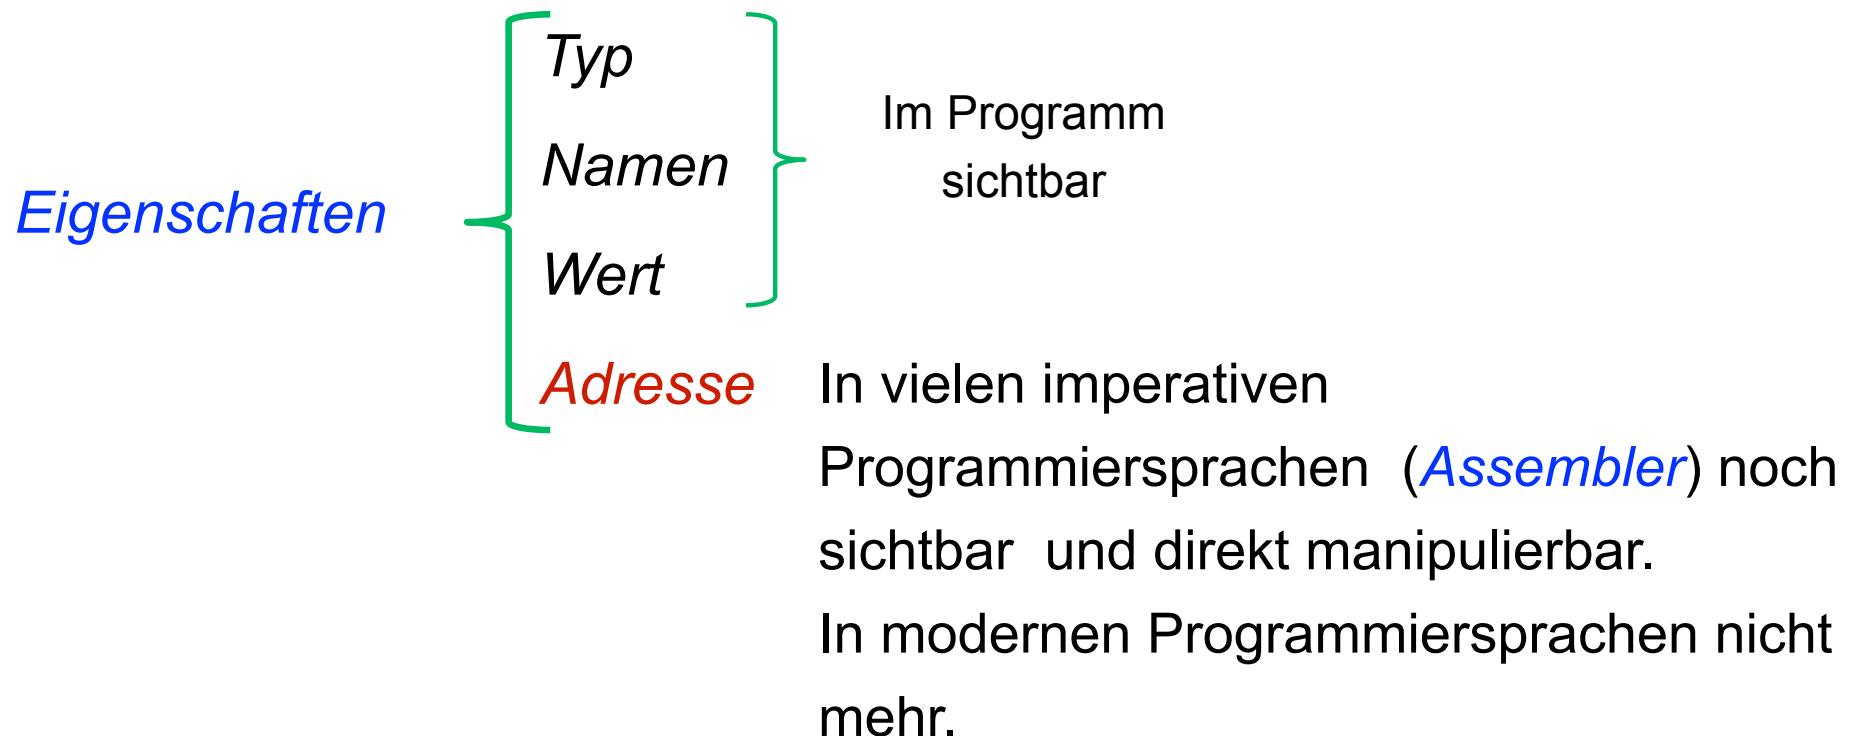 Eigenschaften
Typ
Namen
Wert
Im Programm
sichtbar
Adresse
In vielen imperativen
Programmiersprachen (Assembler) noch
sichtbar und direkt manipulierbar.
In modernen Programmiersprachen nicht
mehr.